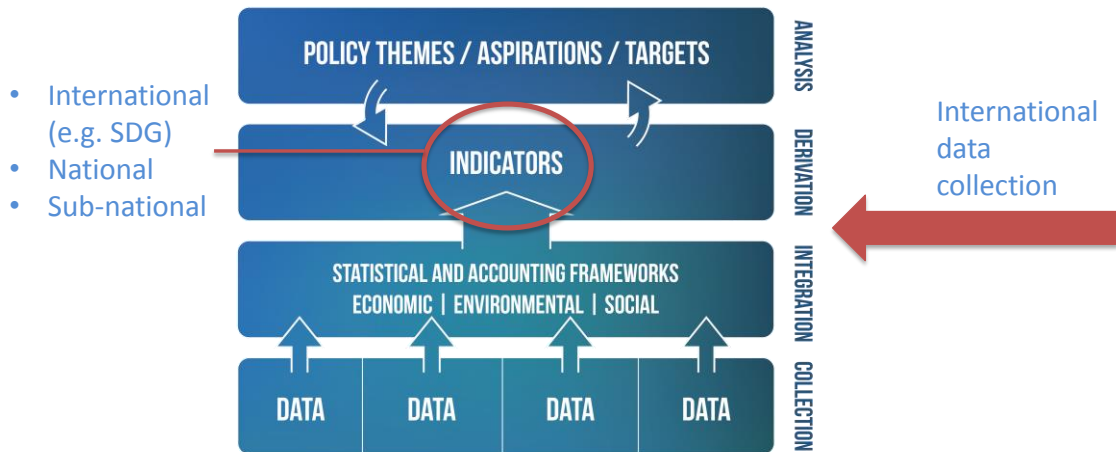 POLICY THEMES / ASPIRATIONS / TARGETS
ANALYSIS
• International
(e.g. SDG)
• National
• Sub-national
INDICATORS
DERIVATION
International
data
collection
STATISTICAL AND ACCOUNTING FRAMEWORKS
ECONOMIC | ENVIRONMENTAL | SOCIAL
INTEGRATION
DATA DATA DATA DATA
COLLECTION